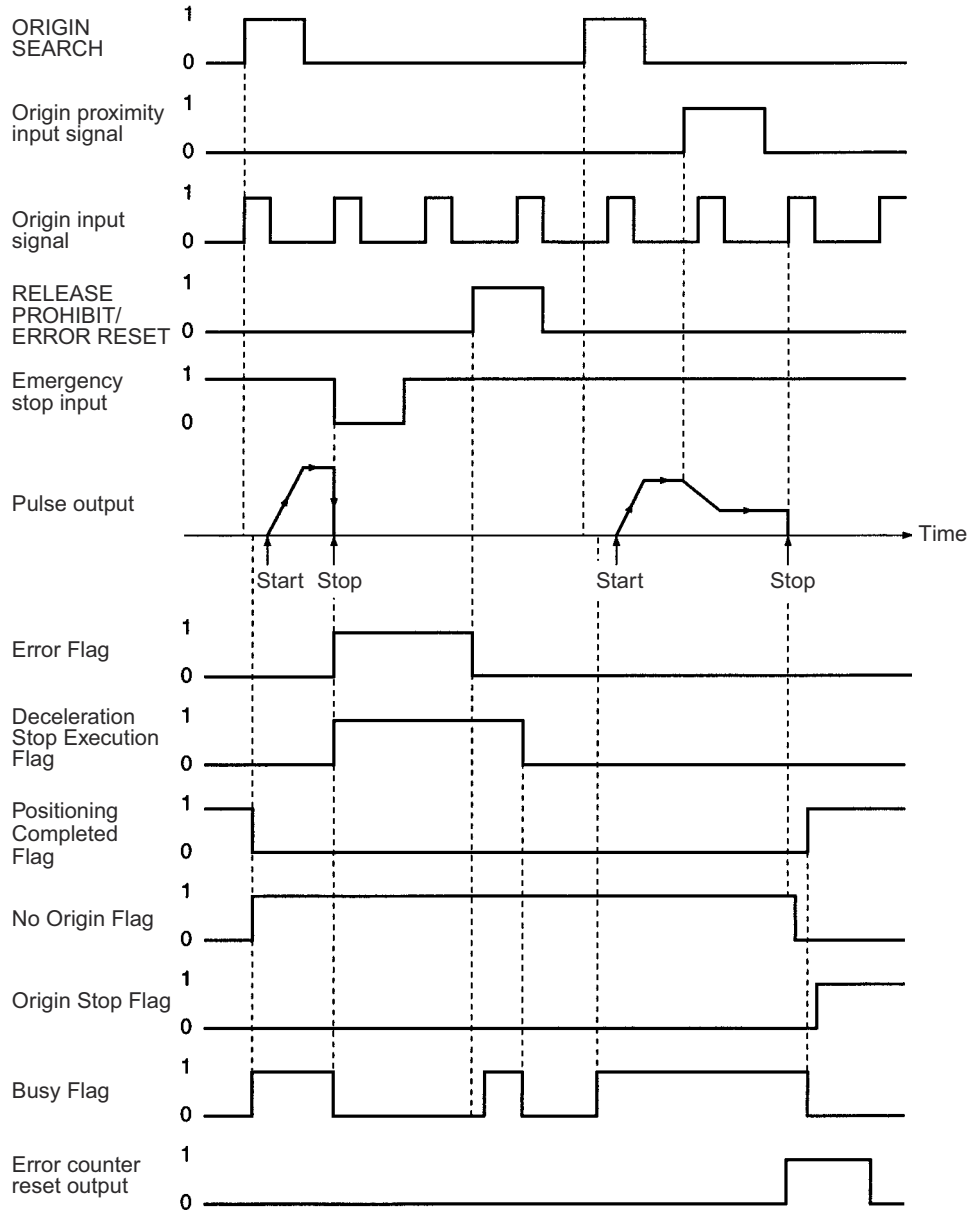 1
ORIGIN
SEARCH
0
1
Origin proximity
input signal
0
1
Origin input
signal
0
1
RELEASE
PROHIBIT/
ERROR RESET
0
1
Emergency
stop input
0
Pulse output
Time
Start Stop Start Stop
1
Error Flag
0
1
Deceleration
Stop Execution
Flag
0
1
Positioning
Completed
Flag
0
1
No Origin Flag
0
1
Origin Stop Flag
0
1
Busy Flag
0
1
Error counter
reset output
0